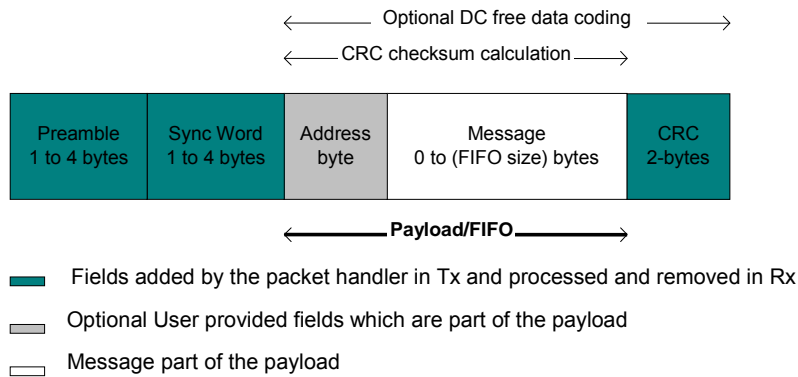 Optional DC free data coding
CRC checksum calculation
Preamble
1 to 4 bytes
Sync Word
1 to 4 bytes
Address
byte
Message
0 to (FIFO size) bytes
CRC
2-bytes
Payload/FIFO
Fields added by the packet handler in Tx and processed and removed in Rx
Optional User provided fields which are part of the payload
Message part of the payload